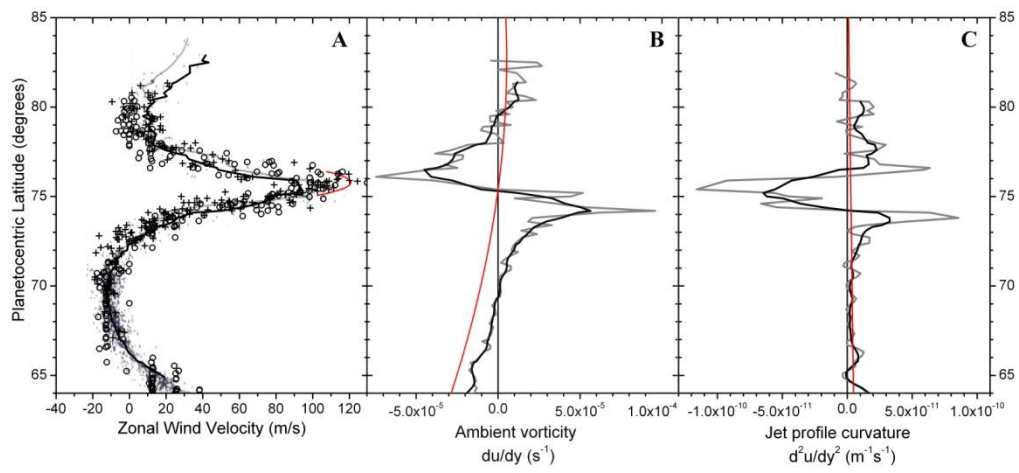 85
80
75
70
65
Planetocentric Latitude (degrees)
A
-40 -20 0 20 40 60 80 100 120
Zonal Wind Velocity (m/s)
B
-5.0x10⁻⁵ 0.0 5.0x10⁻⁵ 1.0x10⁻⁴
Ambient vorticity
du/dy (s⁻¹)
C
-1.0x10⁻¹⁰ -5.0x10⁻¹¹ 0.0 5.0x10⁻¹¹ 1.0x10⁻¹⁰
Jet profile curvature
d²u/dy² (m⁻¹s⁻¹)
85
80
75
70
65